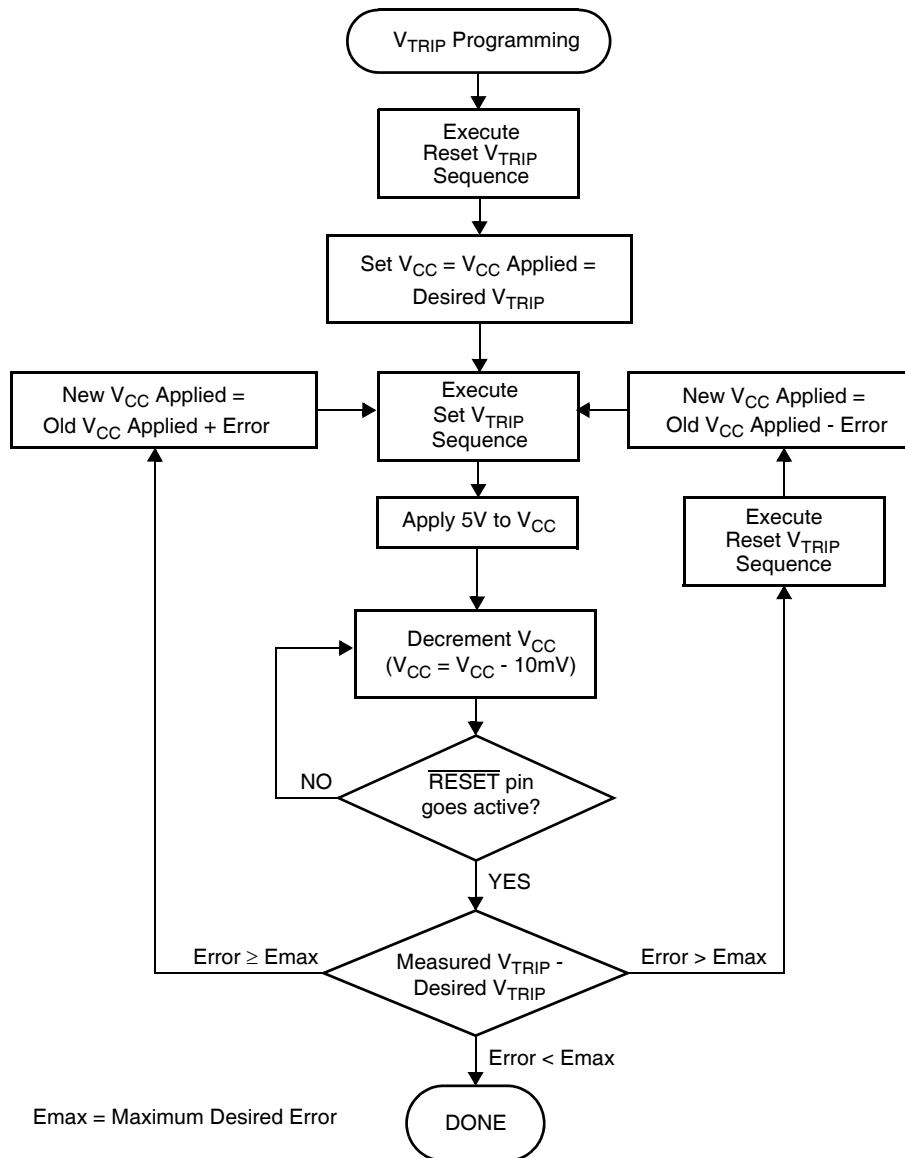 V_TRIP Programming
Execute
Reset V_TRIP
Sequence
Set V_CC = V_CC Applied =
Desired V_TRIP
New V_CC Applied =
Old V_CC Applied + Error
Execute
Set V_TRIP
Sequence
New V_CC Applied =
Old V_CC Applied - Error
Apply 5V to V_CC
Execute
Reset V_TRIP
Sequence
Decrement V_CC
(V_CC = V_CC - 10mV)
NO
RESET pin
goes active?
YES
Error ≥ Emax
Measured V_TRIP -
Desired V_TRIP
Error > Emax
Error < Emax
Emax = Maximum Desired Error
DONE